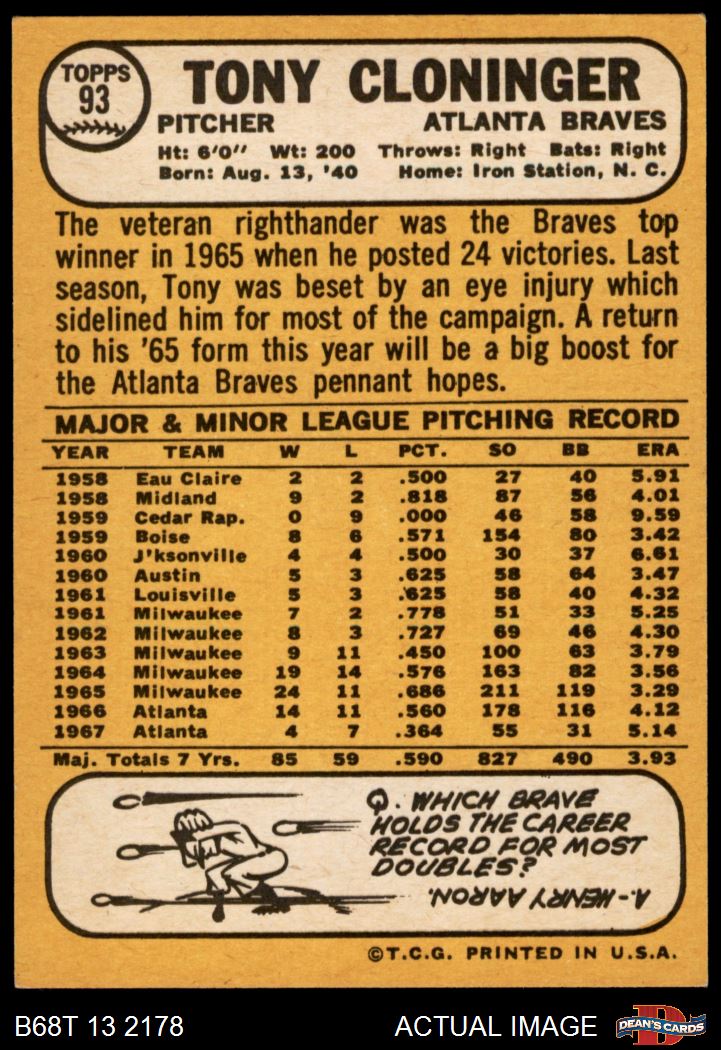 TOPPS
93
TONY CLONINGER
PITCHER ATLANTA BRAVES
Ht: 6'0" Wt: 200 Throws: Right Bats: Right
Born: Aug. 13, '40 Home: Iron Station, N. C.
The veteran righthander was the Braves top
winner in 1965 when he posted 24 victories. Last
season, Tony was beset by an eye injury which
sidelined him for most of the campaign. A return
to his '65 form this year will be a big boost for
the Atlanta Braves pennant hopes.
MAJOR & MINOR LEAGUE PITCHING RECORD
YEAR TEAM W L PCT. SO BB ERA
1958 Eau Claire 2 2 .500 27 40 5.91
1958 Midland 9 2 .818 87 56 4.01
1959 Cedar Rap. 0 9 .000 46 58 9.59
1959 Boise 8 6 .571 154 80 3.42
1960 J'ksonville 4 4 .500 30 37 6.61
1960 Austin 5 3 .625 58 64 3.47
1961 Louisville 5 3 .625 58 40 4.32
1961 Milwaukee 7 2 .778 51 33 5.25
1962 Milwaukee 8 3 .727 69 46 4.30
1963 Milwaukee 9 11 .450 100 63 3.79
1964 Milwaukee 19 14 .576 163 82 3.56
1965 Milwaukee 24 11 .686 211 119 3.29
1966 Atlanta 14 11 .560 178 116 4.12
1967 Atlanta 4 7 .364 55 31 5.14
Maj. Totals 7 Yrs. 85 59 .590 827 490 3.93
Q. WHICH BRAVE
HOLDS THE CAREER
RECORD FOR MOST
DOUBLES?
A-HENRY AARON.
©T.C.G. PRINTED IN U.S.A.
B68T 13 2178 ACTUAL IMAGE
D
DEAN'S CARDS